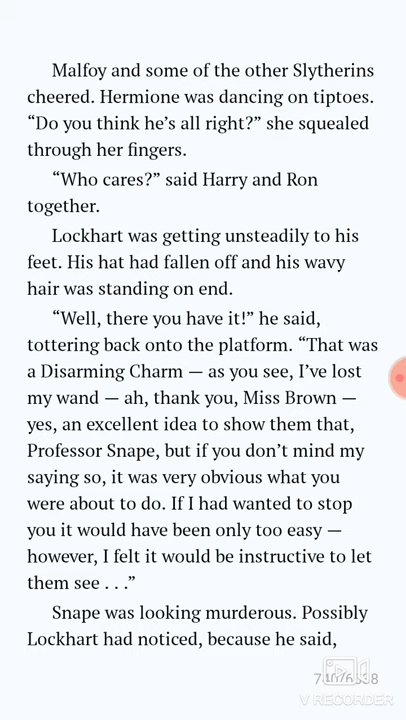 Malfoy and some of the other Slytherins
cheered. Hermione was dancing on tiptoes.
“Do you think he’s all right?” she squealed
through her fingers.
“Who cares?” said Harry and Ron
together.
Lockhart was getting unsteadily to his
feet. His hat had fallen off and his wavy
hair was standing on end.
“Well, there you have it!” he said,
tottering back onto the platform. “That was
a Disarming Charm — as you see, I’ve lost
my wand — ah, thank you, Miss Brown —
yes, an excellent idea to show them that,
Professor Snape, but if you don’t mind my
saying so, it was very obvious what you
were about to do. If I had wanted to stop
you it would have been only too easy —
however, I felt it would be instructive to let
them see . . .”
Snape was looking murderous. Possibly
Lockhart had noticed, because he said,
V RECORDER